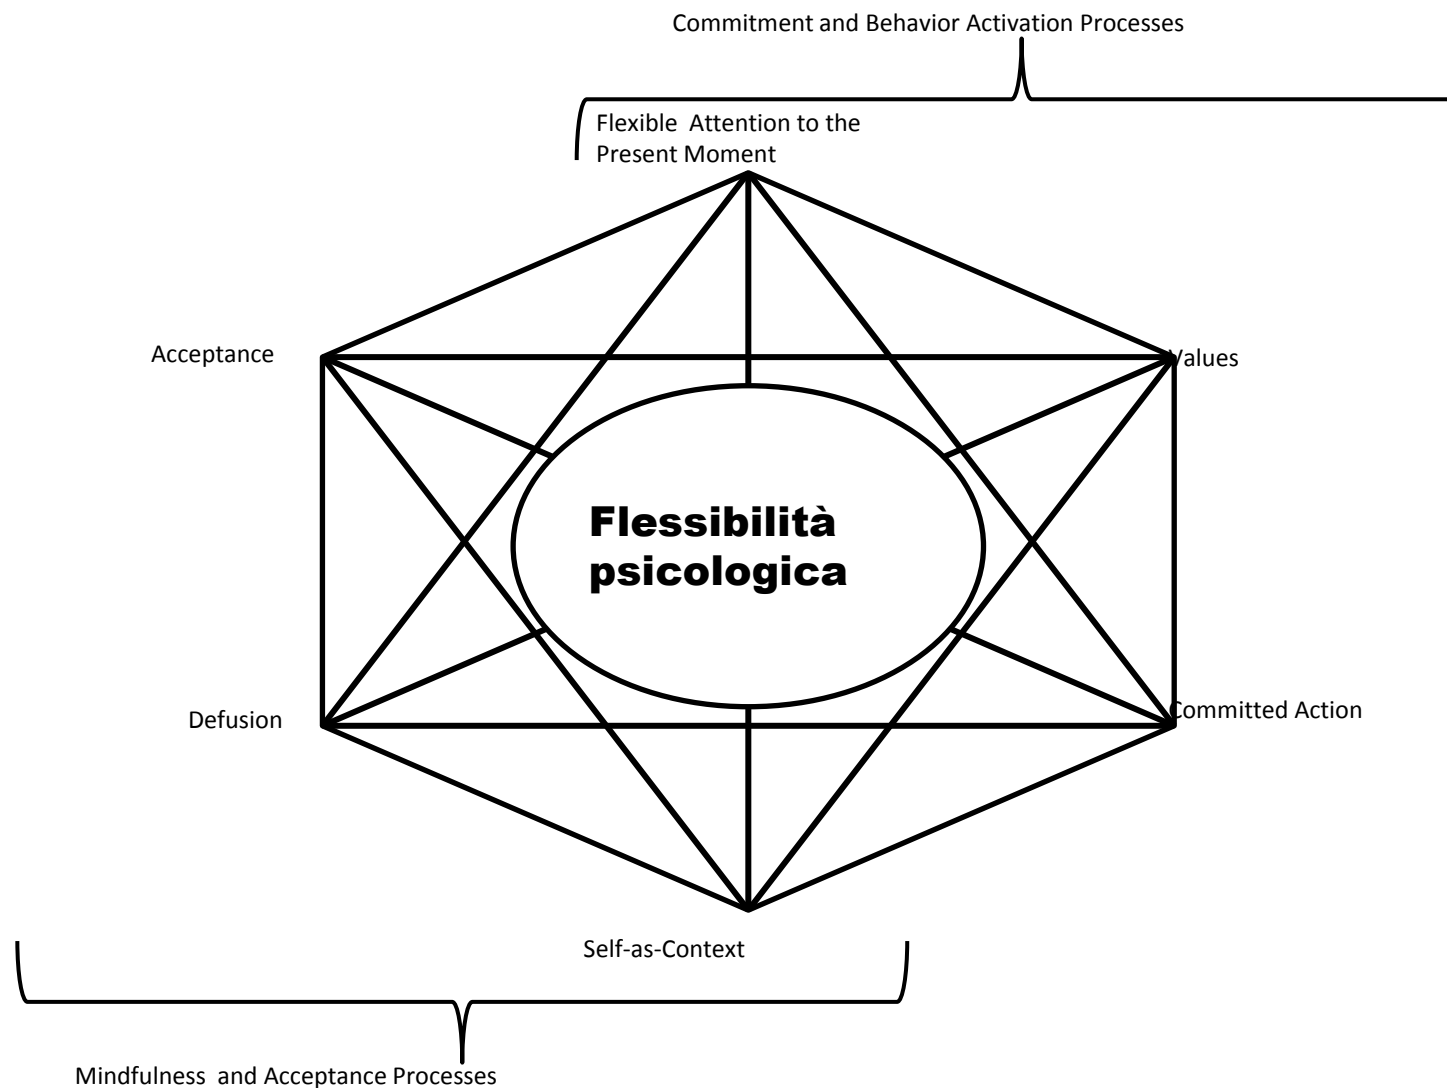 Commitment and Behavior Activation Processes
Flexible Attention to the
Present Moment
Acceptance
Values
Flessibilità
psicologica
Defusion
Committed Action
Self-as-Context
Mindfulness and Acceptance Processes